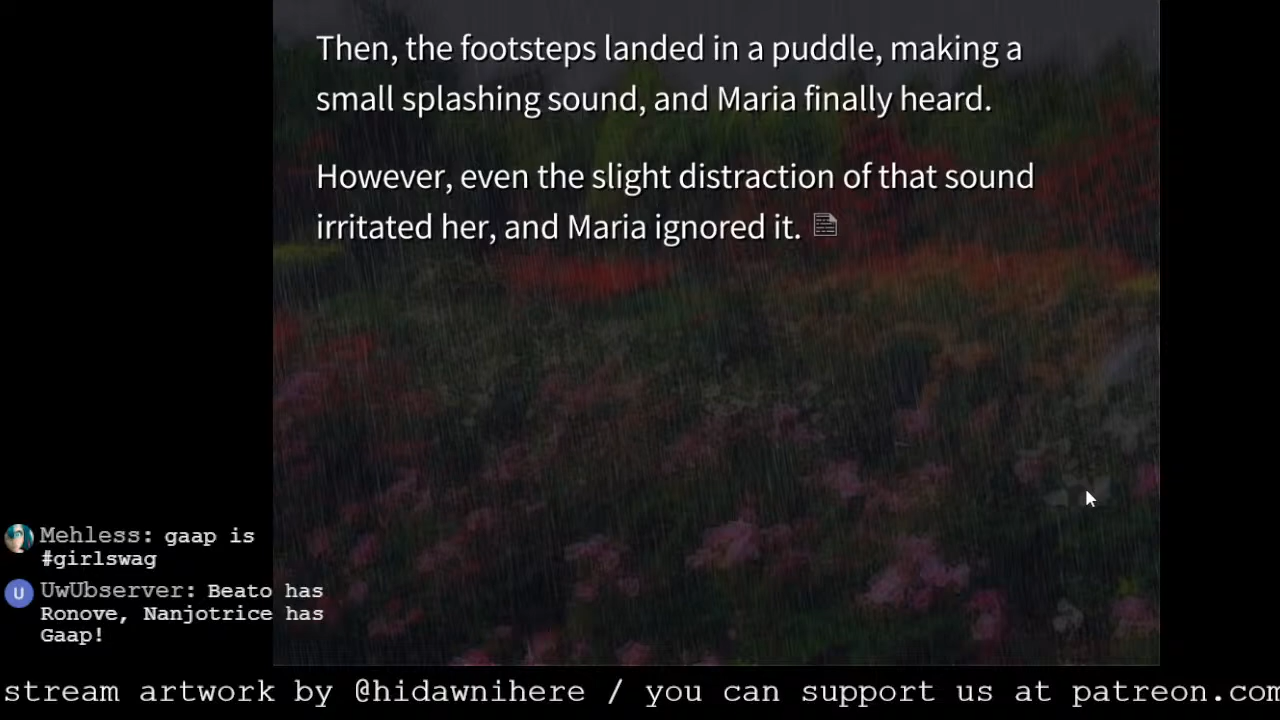 Then, the footsteps landed in a puddle, making a
small splashing sound, and Maria finally heard.
However, even the slight distraction of that sound
irritated her, and Maria ignored it.
Mehless: gaap is
#girlswag
U
UwUbserver: Beato has
Ronove, Nanjotrice has
Gaap!
stream artwork by @hidawnihere / you can support us at patreon.com